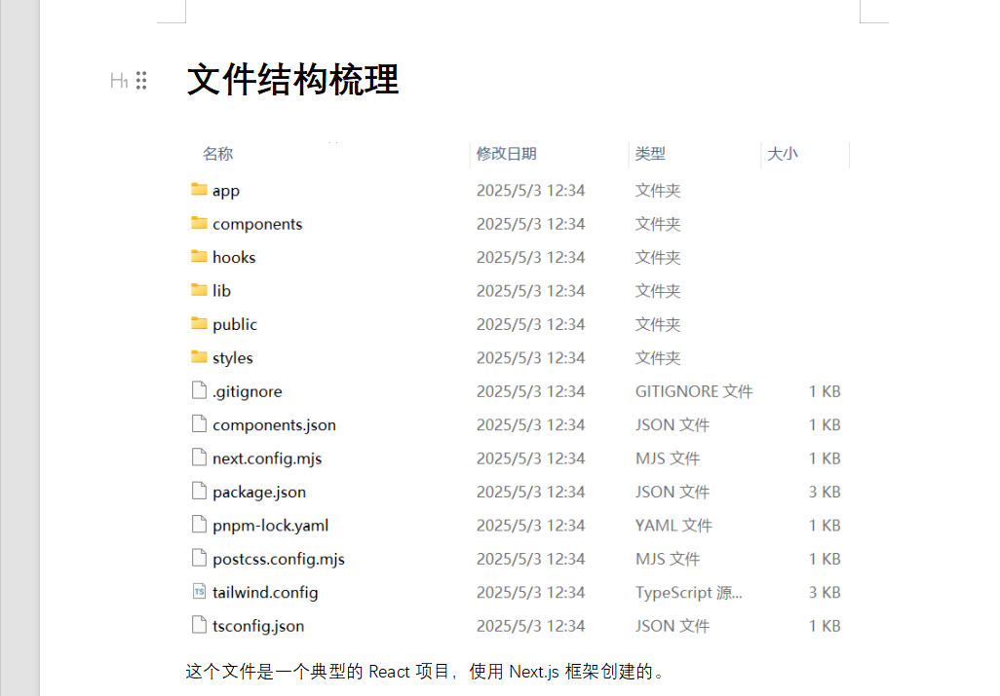 H1
文件结构梳理
名称 修改日期 类型 大小
app 2025/5/3 12:34 文件夹
components 2025/5/3 12:34 文件夹
hooks 2025/5/3 12:34 文件夹
lib 2025/5/3 12:34 文件夹
public 2025/5/3 12:34 文件夹
styles 2025/5/3 12:34 文件夹
.gitignore 2025/5/3 12:34 GITIGNORE 文件 1 KB
components.json 2025/5/3 12:34 JSON 文件 1 KB
next.config.mjs 2025/5/3 12:34 MJS 文件 1 KB
package.json 2025/5/3 12:34 JSON 文件 3 KB
pnpm-lock.yaml 2025/5/3 12:34 YAML 文件 1 KB
postcss.config.mjs 2025/5/3 12:34 MJS 文件 1 KB
TS tailwind.config 2025/5/3 12:34 TypeScript 源... 3 KB
tsconfig.json 2025/5/3 12:34 JSON 文件 1 KB
这个文件是一个典型的 React 项目，使用 Next.js 框架创建的。